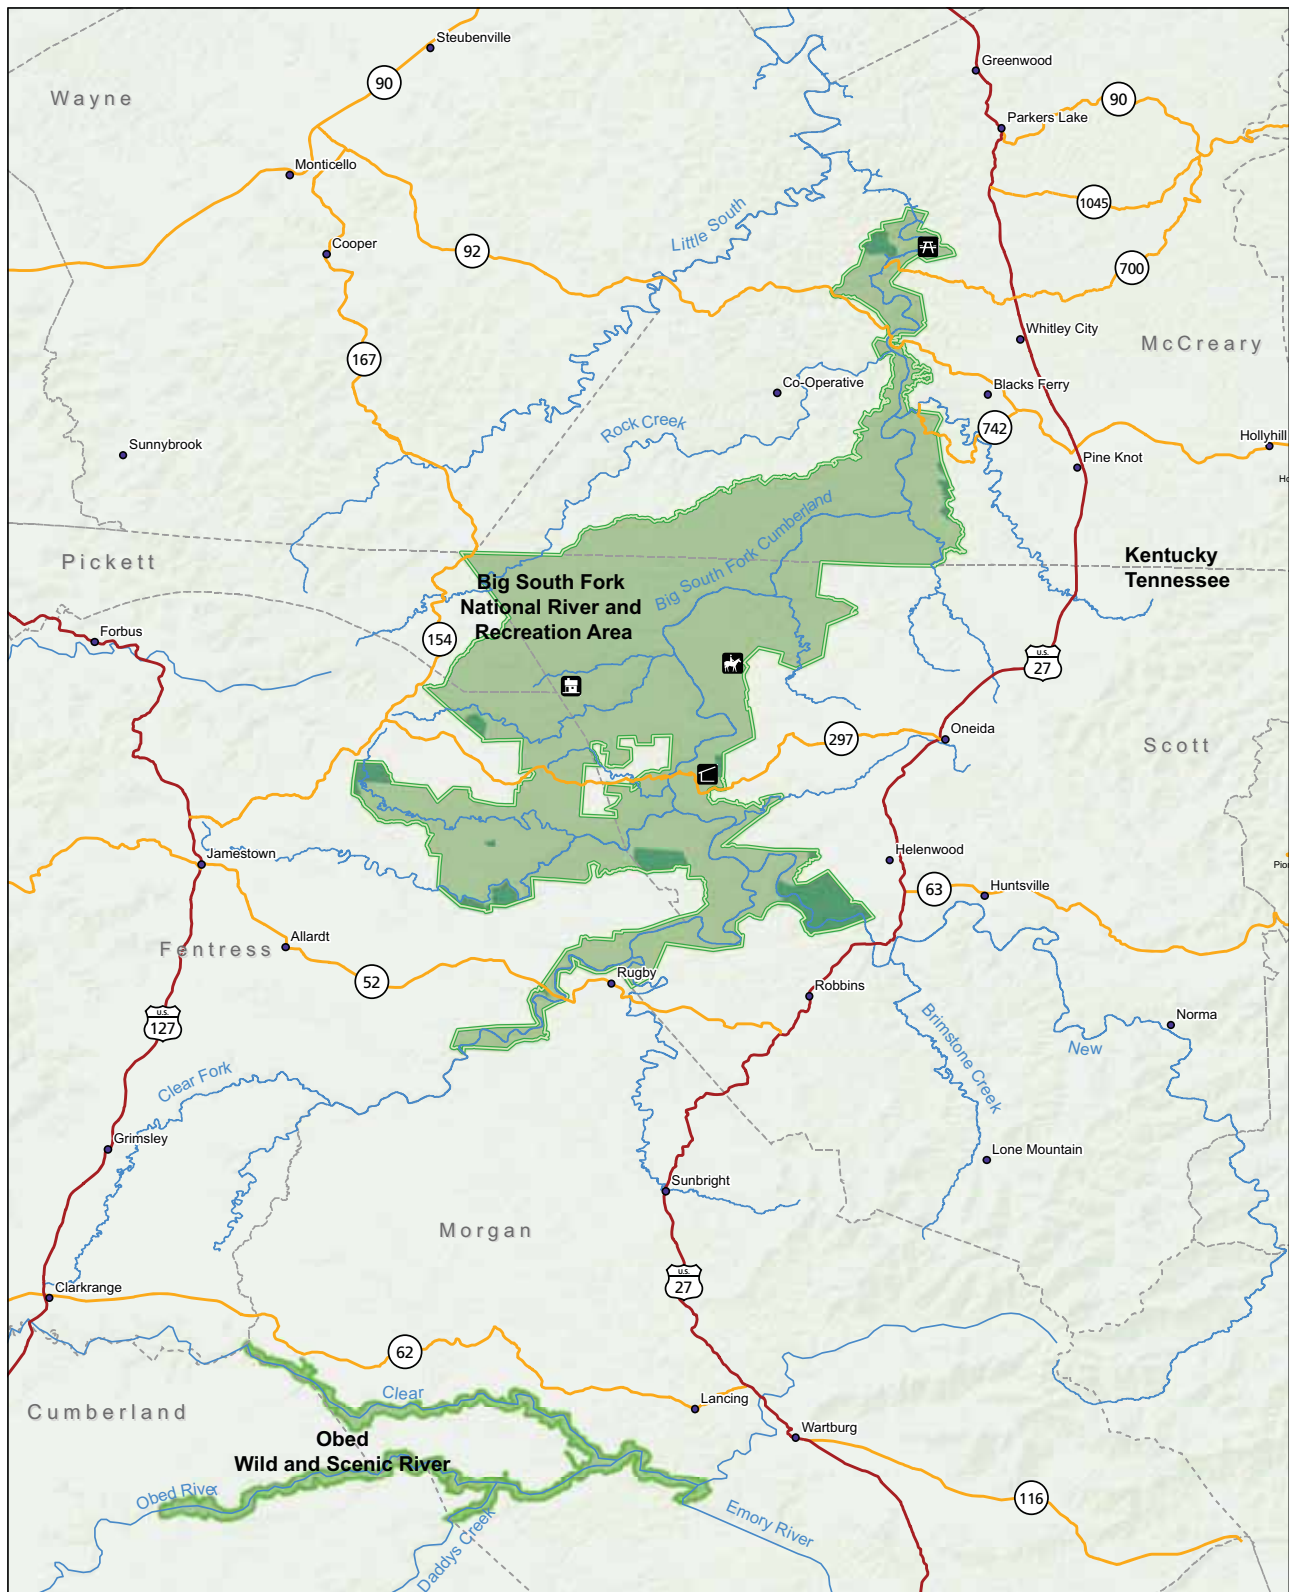 Steubenville
Greenwood
90
Wayne
90
Parkers Lake
Monticello
1045
Little South
Cooper
92
700
Whitley City
McCreary
167
Co-Operative
Blacks Ferry
Rock Creek
742
Hollyhill
Sunnybrook
Pine Knot
Ho
Big South Fork Cumberland
Pickett
Kentucky
Tennessee
Big South Fork
National River and
Recreation Area
Forbus
154
U.S.
27
297
Oneida
Scott
Jamestown
Helenwood
Pio
63
Huntsville
Allardt
Fentress
52
Rugby
Robbins
U.S.
127
Norma
Brimstone Creek
New
Clear Fork
Grimsley
Lone Mountain
Sunbright
Morgan
U.S.
27
Clarkrange
62
Clear
Lancing
Cumberland
Wartburg
Obed
Wild and Scenic River
Obed River
116
Emory River
Daddys Creek